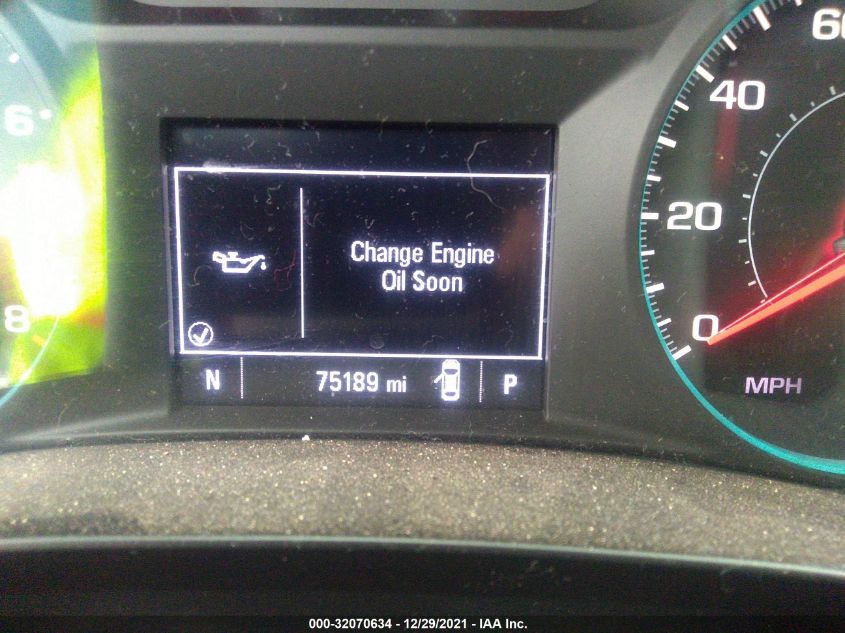 60
6
40
20
8
0
MPH
Change Engine
Oil Soon
N 75189 mi P
000-32070634 - 12/29/2021 - IAA Inc.